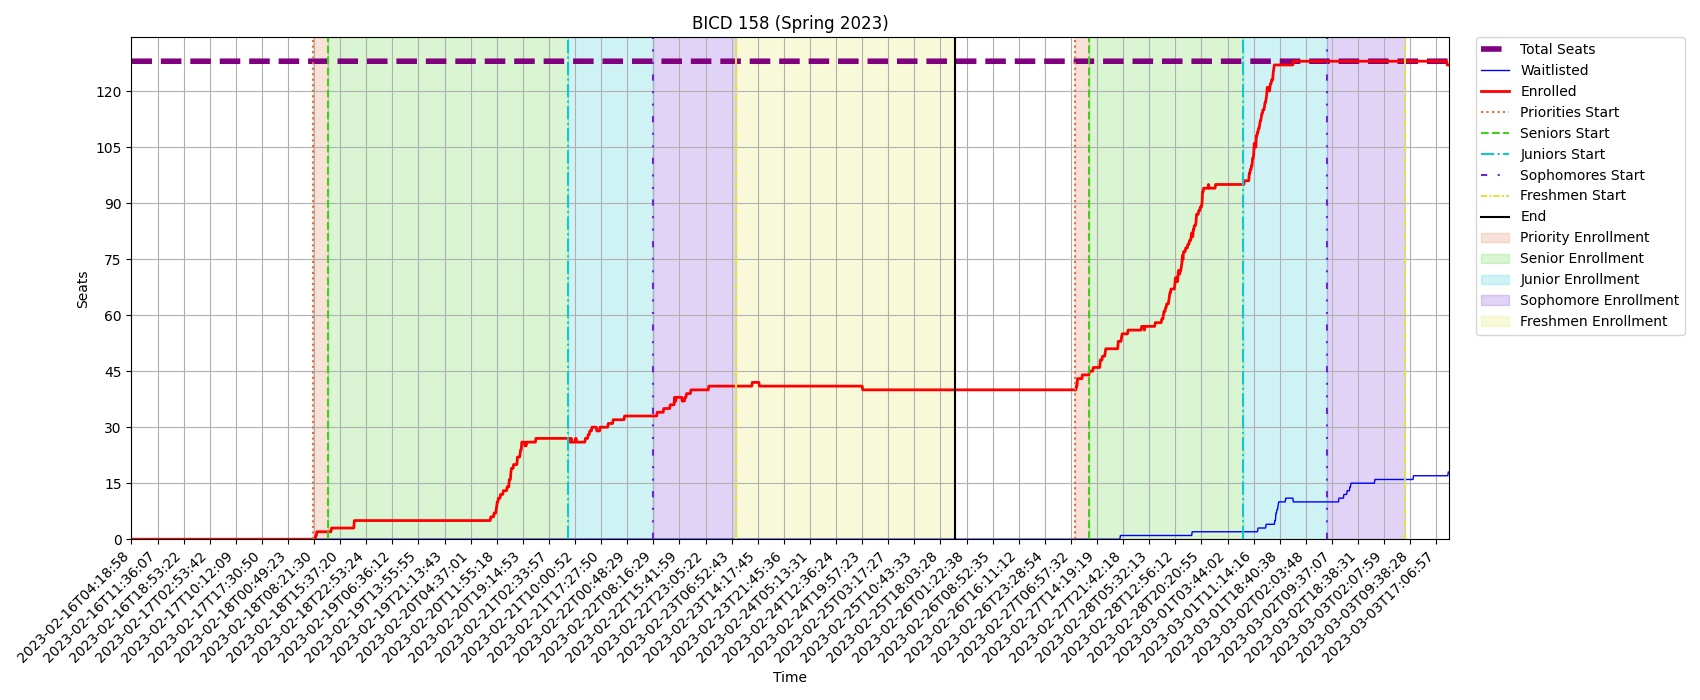 BICD 158 (Spring 2023)
Total Seats
Waitlisted
Enrolled
Priorities Start
Seniors Start
Juniors Start
Sophomores Start
Freshmen Start
End
Priority Enrollment
Senior Enrollment
Junior Enrollment
Sophomore Enrollment
Freshmen Enrollment
Seats
120
105
90
75
60
45
30
15
0
2023-02-16T04:18:58
2023-02-16T11:36:07
2023-02-16T18:53:22
2023-02-17T02:53:42
2023-02-17T10:12:09
2023-02-17T17:30:50
2023-02-18T00:49:23
2023-02-18T08:21:30
2023-02-18T15:37:20
2023-02-18T22:53:24
2023-02-19T06:36:12
2023-02-19T13:55:55
2023-02-19T21:13:43
2023-02-20T04:37:01
2023-02-20T11:55:18
2023-02-20T19:14:53
2023-02-21T02:33:57
2023-02-21T10:00:52
2023-02-21T17:27:50
2023-02-22T00:48:29
2023-02-22T08:16:29
2023-02-22T15:41:59
2023-02-22T23:05:22
2023-02-23T06:52:43
2023-02-23T14:17:45
2023-02-23T21:45:36
2023-02-24T05:13:31
2023-02-24T12:36:24
2023-02-24T19:57:23
2023-02-25T03:17:27
2023-02-25T10:43:33
2023-02-25T18:03:28
2023-02-26T01:22:38
2023-02-26T08:52:35
2023-02-26T16:11:12
2023-02-26T23:28:54
2023-02-27T06:57:32
2023-02-27T14:19:19
2023-02-27T21:42:18
2023-02-28T05:32:13
2023-02-28T12:56:12
2023-02-28T20:20:55
2023-03-01T03:44:02
2023-03-01T11:14:16
2023-03-01T18:40:38
2023-03-02T02:03:48
2023-03-02T09:37:07
2023-03-02T18:38:31
2023-03-03T02:07:59
2023-03-03T09:38:28
2023-03-03T17:06:57
Time